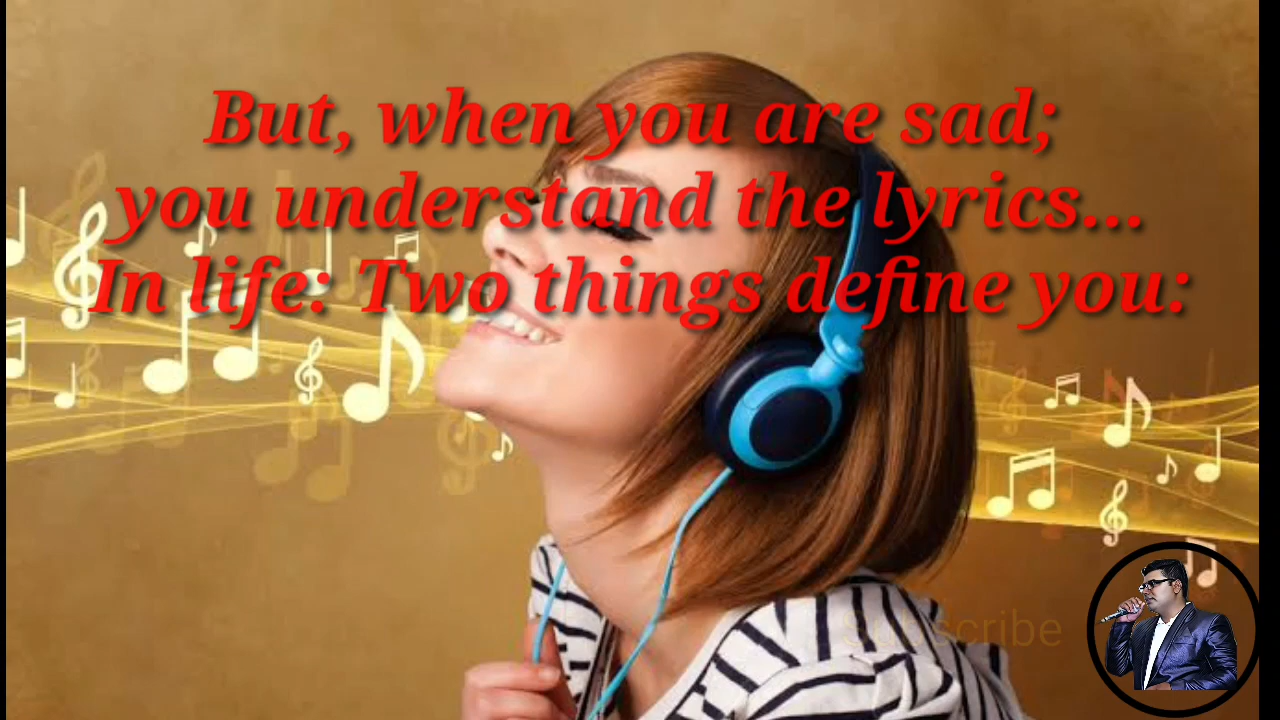 But, when you are sad;
you understand the lyrics...
In life: Two things define you:
Subscribe